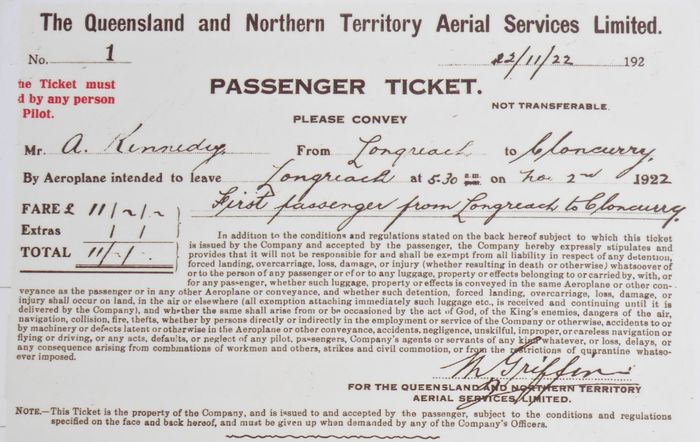 The Queensland and Northern Territory Aerial Services Limited.
No. 1 22/11/22 192
he Ticket must
d by any person
Pilot.
PASSENGER TICKET.
NOT TRANSFERABLE.
PLEASE CONVEY
Mr. A. Kennedy From Longreach to Cloncurry.
By Aeroplane intended to leave Longreach at 5-30 a.m. on Nov 2nd 1922
FARE £ 11/-/- First passenger from Longreach to Cloncurry
Extras
TOTAL 11/-/-
In addition to the conditions and regulations stated on the back hereof subject to which this ticket
is issued by the Company and accepted by the passenger, the Company hereby expressly stipulates and
provides that it will not be responsible for and shall be exempt from all liability in respect of any detention,
forced landing, overcarriage, loss, damage, or injury (whether resulting in death or otherwise) whatsoever of
or to the person of any passenger or of or to any luggage, property or effects belonging to or carried by, with, or
for any passenger, whether such luggage, property or effects is conveyed in the same Aeroplane or other con-
veyance as the passenger or in any other Aeroplane or conveyance, and whether such detention, forced landing, overcarriage, loss, damage, or
injury shall occur on land, in the air or elsewhere (all exemption attaching immediately such luggage etc., is received and continuing until it is
delivered by the Company), and whether the same shall arise from or be occasioned by the act of God, of the King's enemies, dangers of the air,
navigation, collision, fire, thefts, whether by persons directly or indirectly in the employment or service of the Company or otherwise, accidents to or
by machinery or defects latent or otherwise in the Aeroplane or other conveyance, accidents, negligence, unskilful, improper, or careless navigation or
flying or driving, or any acts, defaults, or neglect of any pilot, passengers, Company's agents or servants of any kind whatever, or loss, delays, or
any consequence arising from combinations of workmen and others, strikes and civil commotion, or from the restrictions of quarantine whatso-
ever imposed.
M Griffin
FOR THE QUEENSLAND AND NORTHERN TERRITORY
AERIAL SERVICES LIMITED.
NOTE.—This Ticket is the property of the Company, and is issued to and accepted by the passenger, subject to the conditions and regulations
specified on the face and back hereof, and must be given up when demanded by any of the Company's Officers.